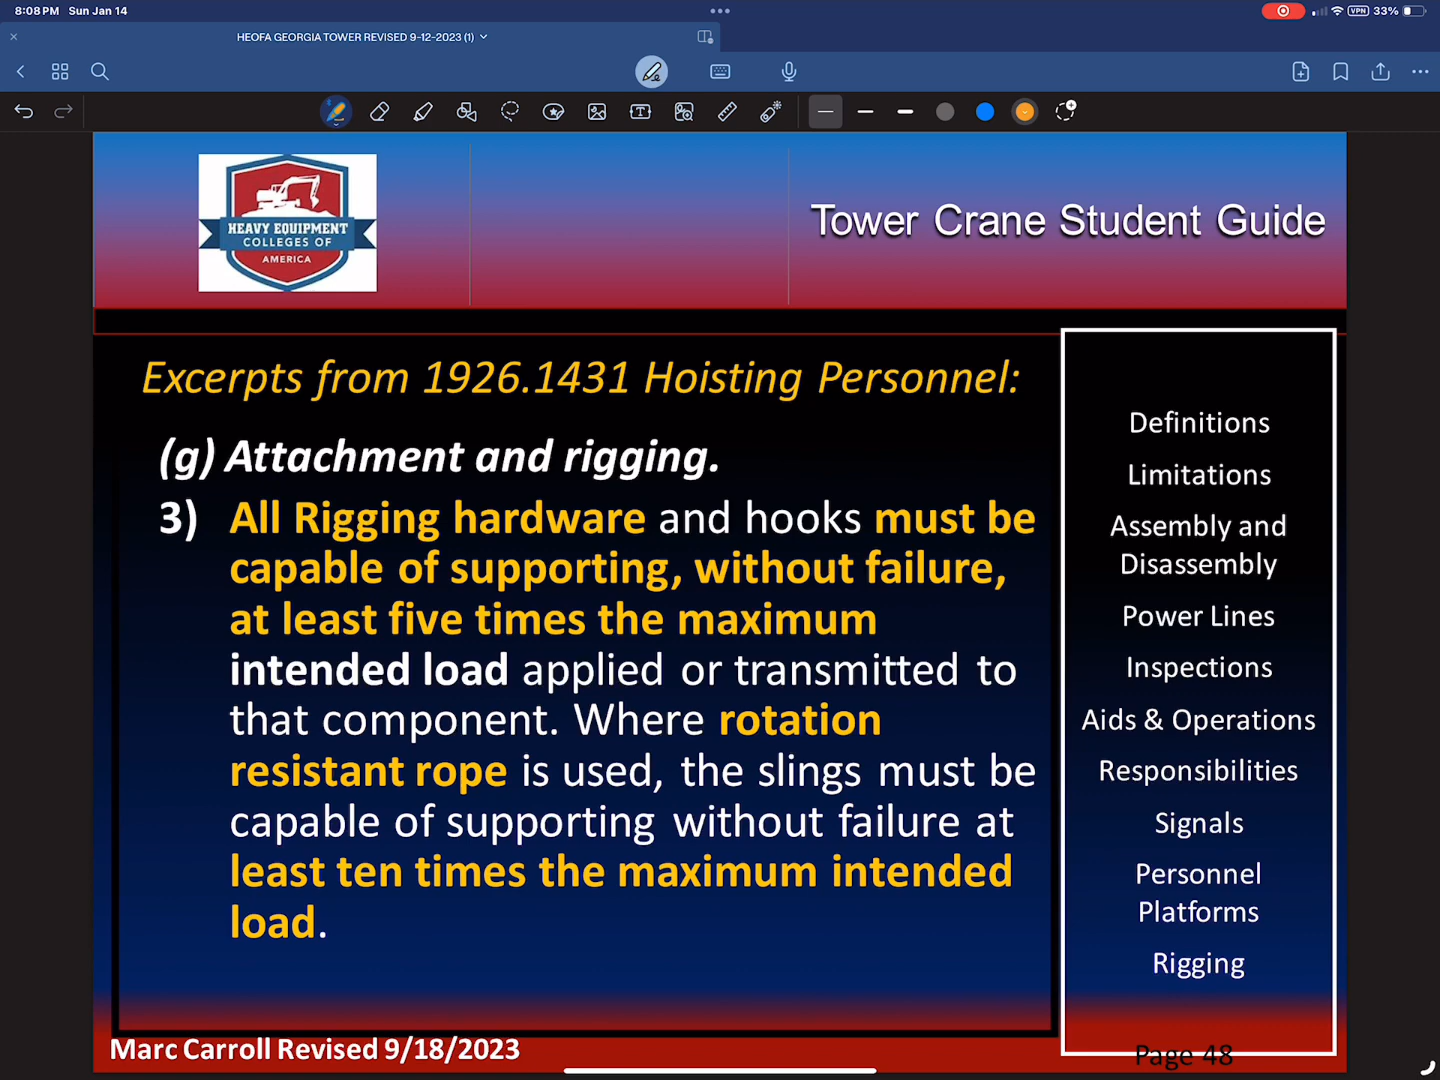 8:08 PM Sun Jan 14
VPN 33%
HEOFA GEORGIA TOWER REVISED 9-12-2023 (1)
HEAVY EQUIPMENT
COLLEGES OF
AMERICA
Tower Crane Student Guide
Excerpts from 1926.1431 Hoisting Personnel:
(g) Attachment and rigging.
3) All Rigging hardware and hooks must be
capable of supporting, without failure,
at least five times the maximum
intended load applied or transmitted to
that component. Where rotation
resistant rope is used, the slings must be
capable of supporting without failure at
least ten times the maximum intended
load.
Definitions
Limitations
Assembly and
Disassembly
Power Lines
Inspections
Aids & Operations
Responsibilities
Signals
Personnel
Platforms
Rigging
Marc Carroll Revised 9/18/2023
Page 48